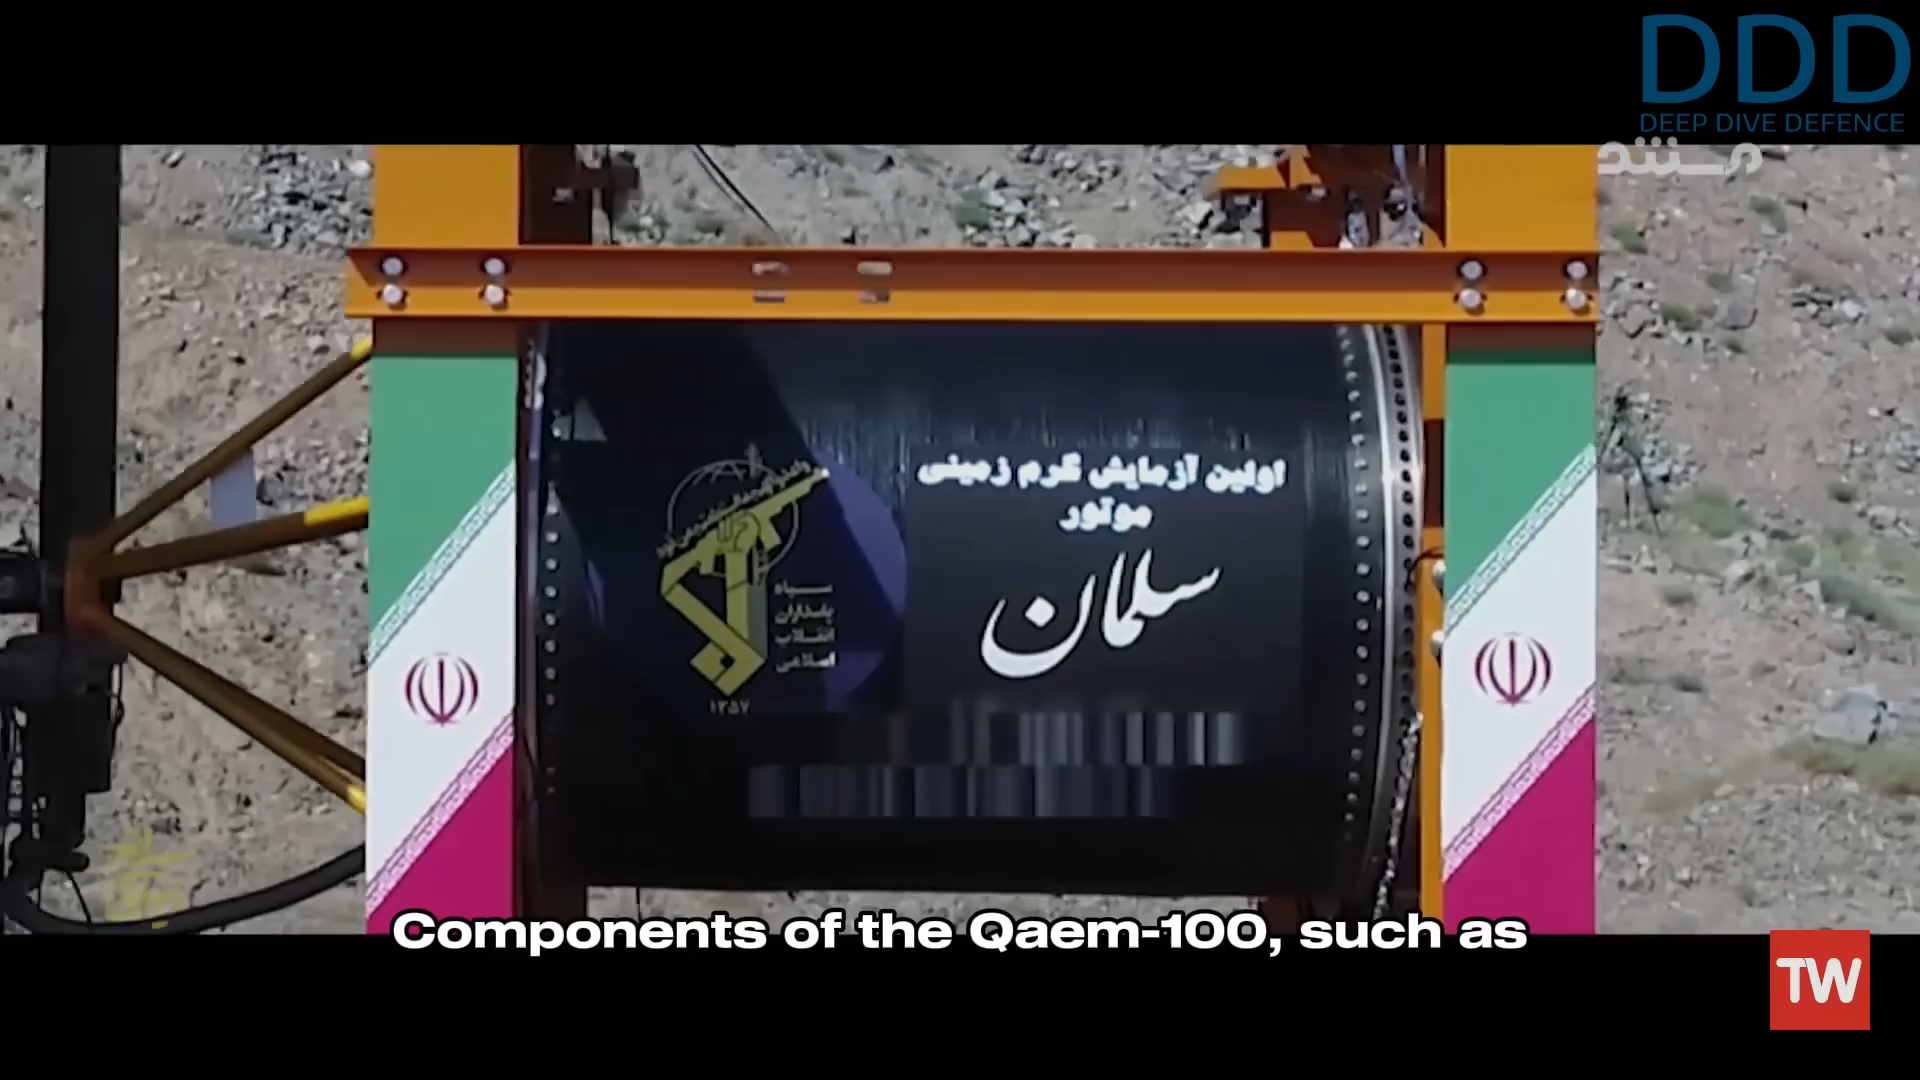 DDD
DEEP DIVE DEFENCE
مستند
اولین آزمایش گرم زمینی
موتور
سلمان
سپاه
پاسداران
انقلاب
اسلامی
۱۳۵۷
Components of the Qaem-100, such as
TW